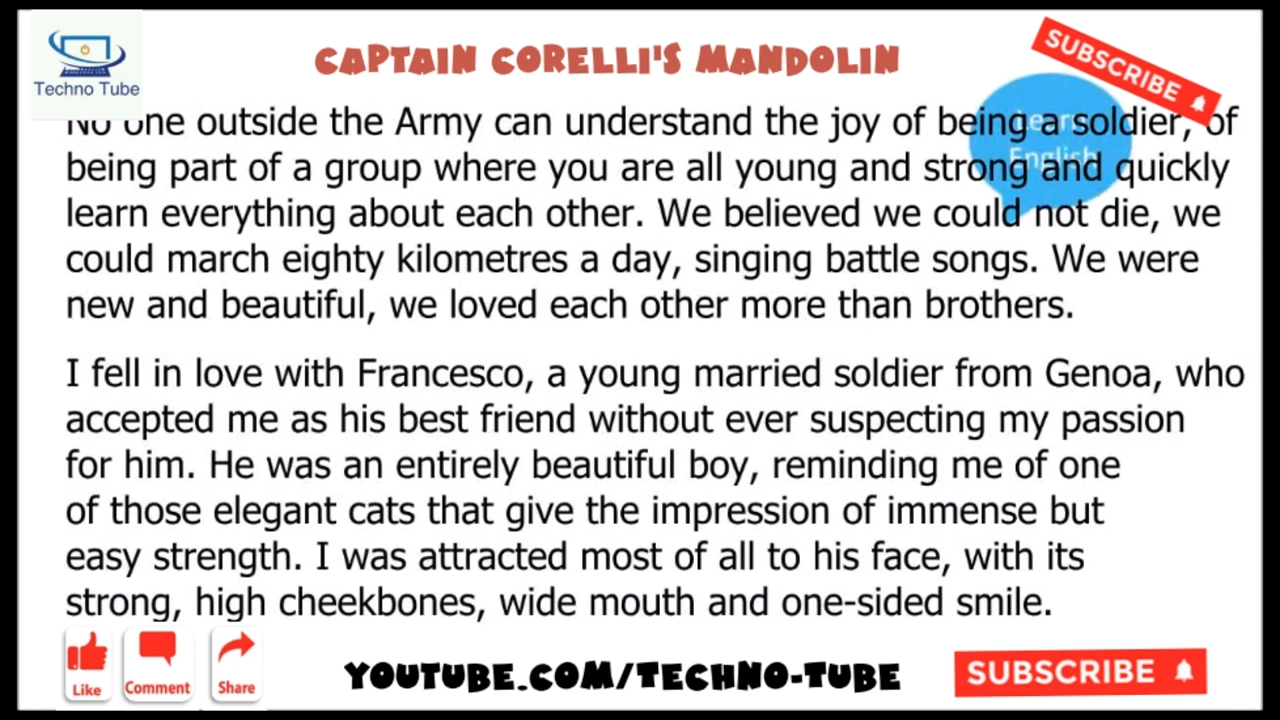 CAPTAIN CORELLI'S MANDOLIN
SUBSCRIBE
Techno Tube
Learn
English
No one outside the Army can understand the joy of being a soldier, of
being part of a group where you are all young and strong and quickly
learn everything about each other. We believed we could not die, we
could march eighty kilometres a day, singing battle songs. We were
new and beautiful, we loved each other more than brothers.
I fell in love with Francesco, a young married soldier from Genoa, who
accepted me as his best friend without ever suspecting my passion
for him. He was an entirely beautiful boy, reminding me of one
of those elegant cats that give the impression of immense but
easy strength. I was attracted most of all to his face, with its
strong, high cheekbones, wide mouth and one-sided smile.
Like
Comment
Share
YOUTUBE.COM/TECHNO-TUBE
SUBSCRIBE